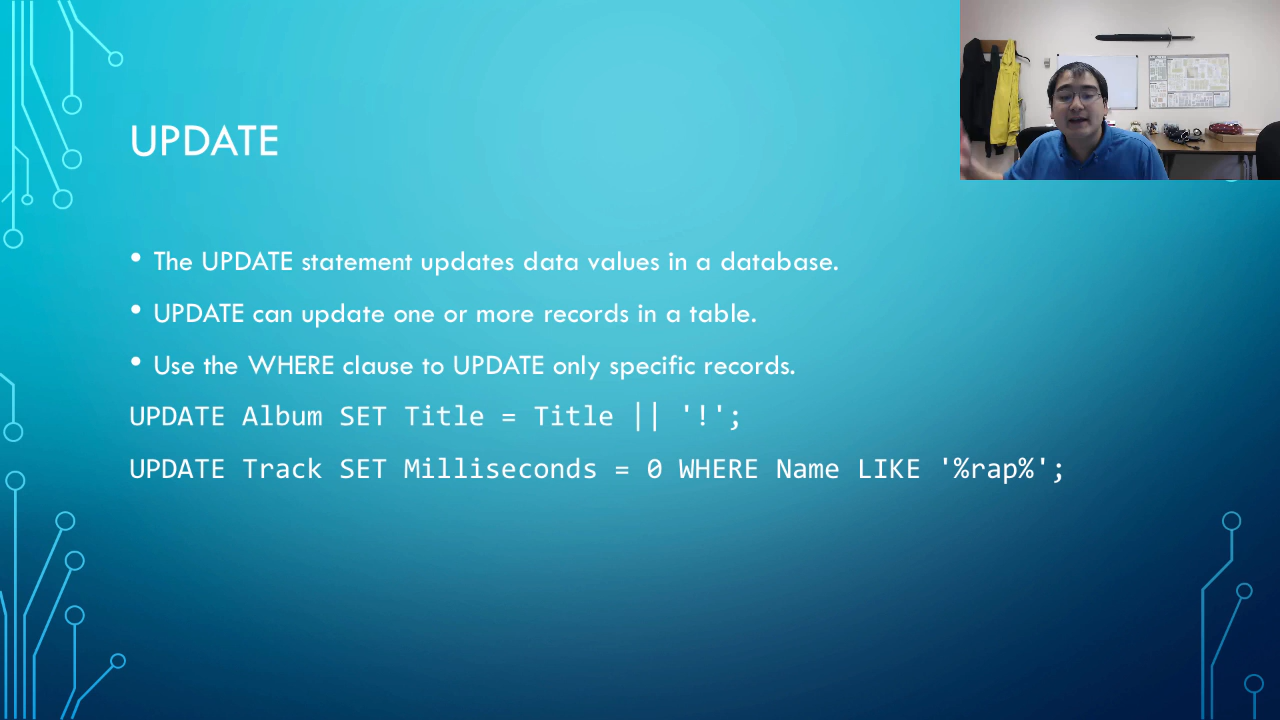 UPDATE
• The UPDATE statement updates data values in a database.
• UPDATE can update one or more records in a table.
• Use the WHERE clause to UPDATE only specific records.
UPDATE Album SET Title = Title || '!';
UPDATE Track SET Milliseconds = 0 WHERE Name LIKE '%rap%';